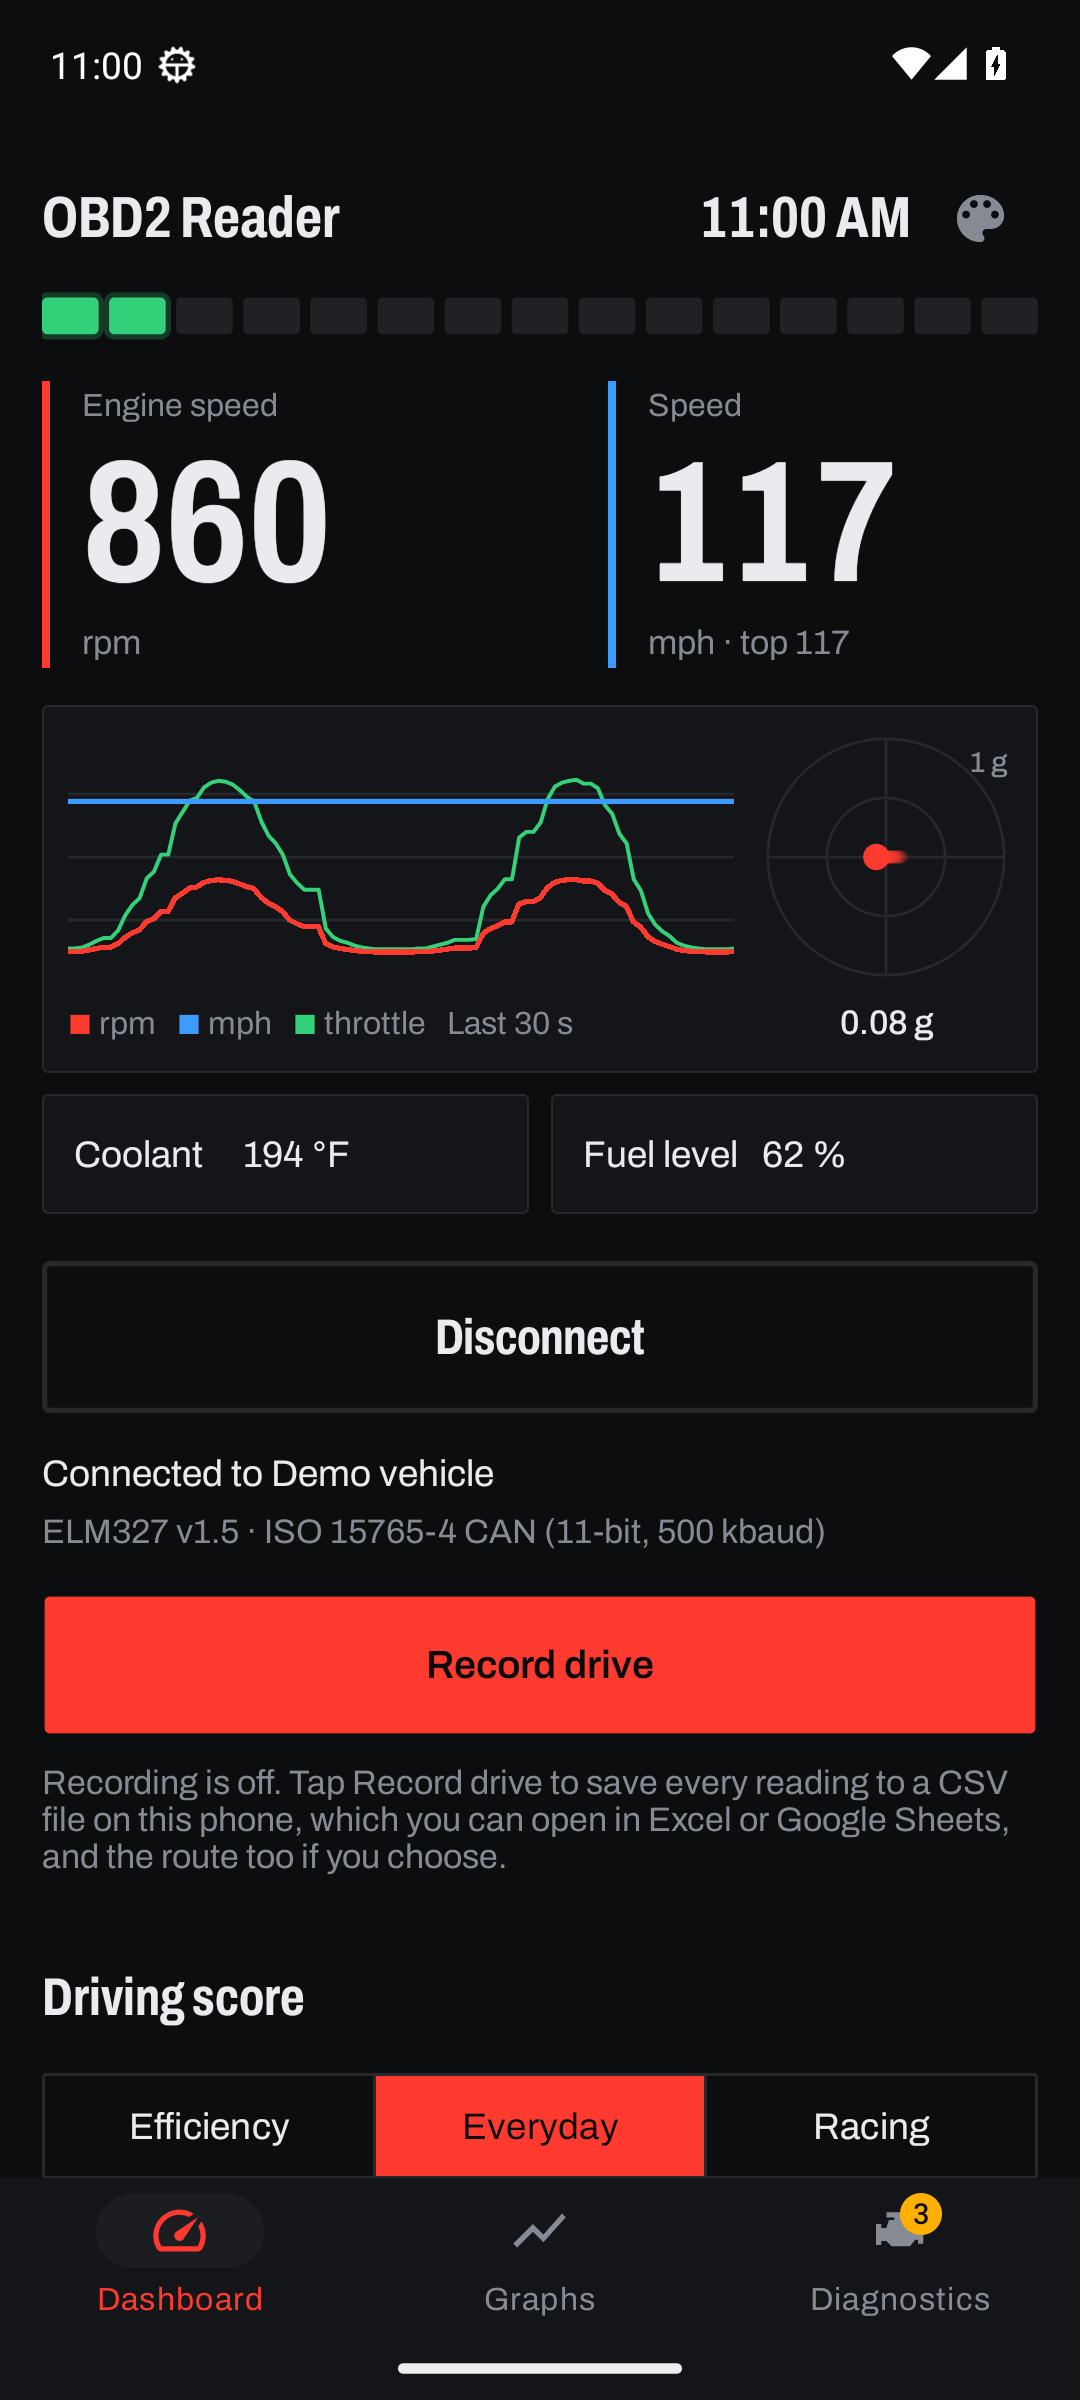 11:00
OBD2 Reader
11:00 AM
Engine speed
860
rpm
Speed
117
mph · top 117
1 g
rpm mph throttle Last 30 s
0.08 g
Coolant 194 °F
Fuel level 62 %
Disconnect
Connected to Demo vehicle
ELM327 v1.5 · ISO 15765-4 CAN (11-bit, 500 kbaud)
Record drive
Recording is off. Tap Record drive to save every reading to a CSV
file on this phone, which you can open in Excel or Google Sheets,
and the route too if you choose.
Driving score
Efficiency
Everyday
Racing
3
Dashboard
Graphs
Diagnostics